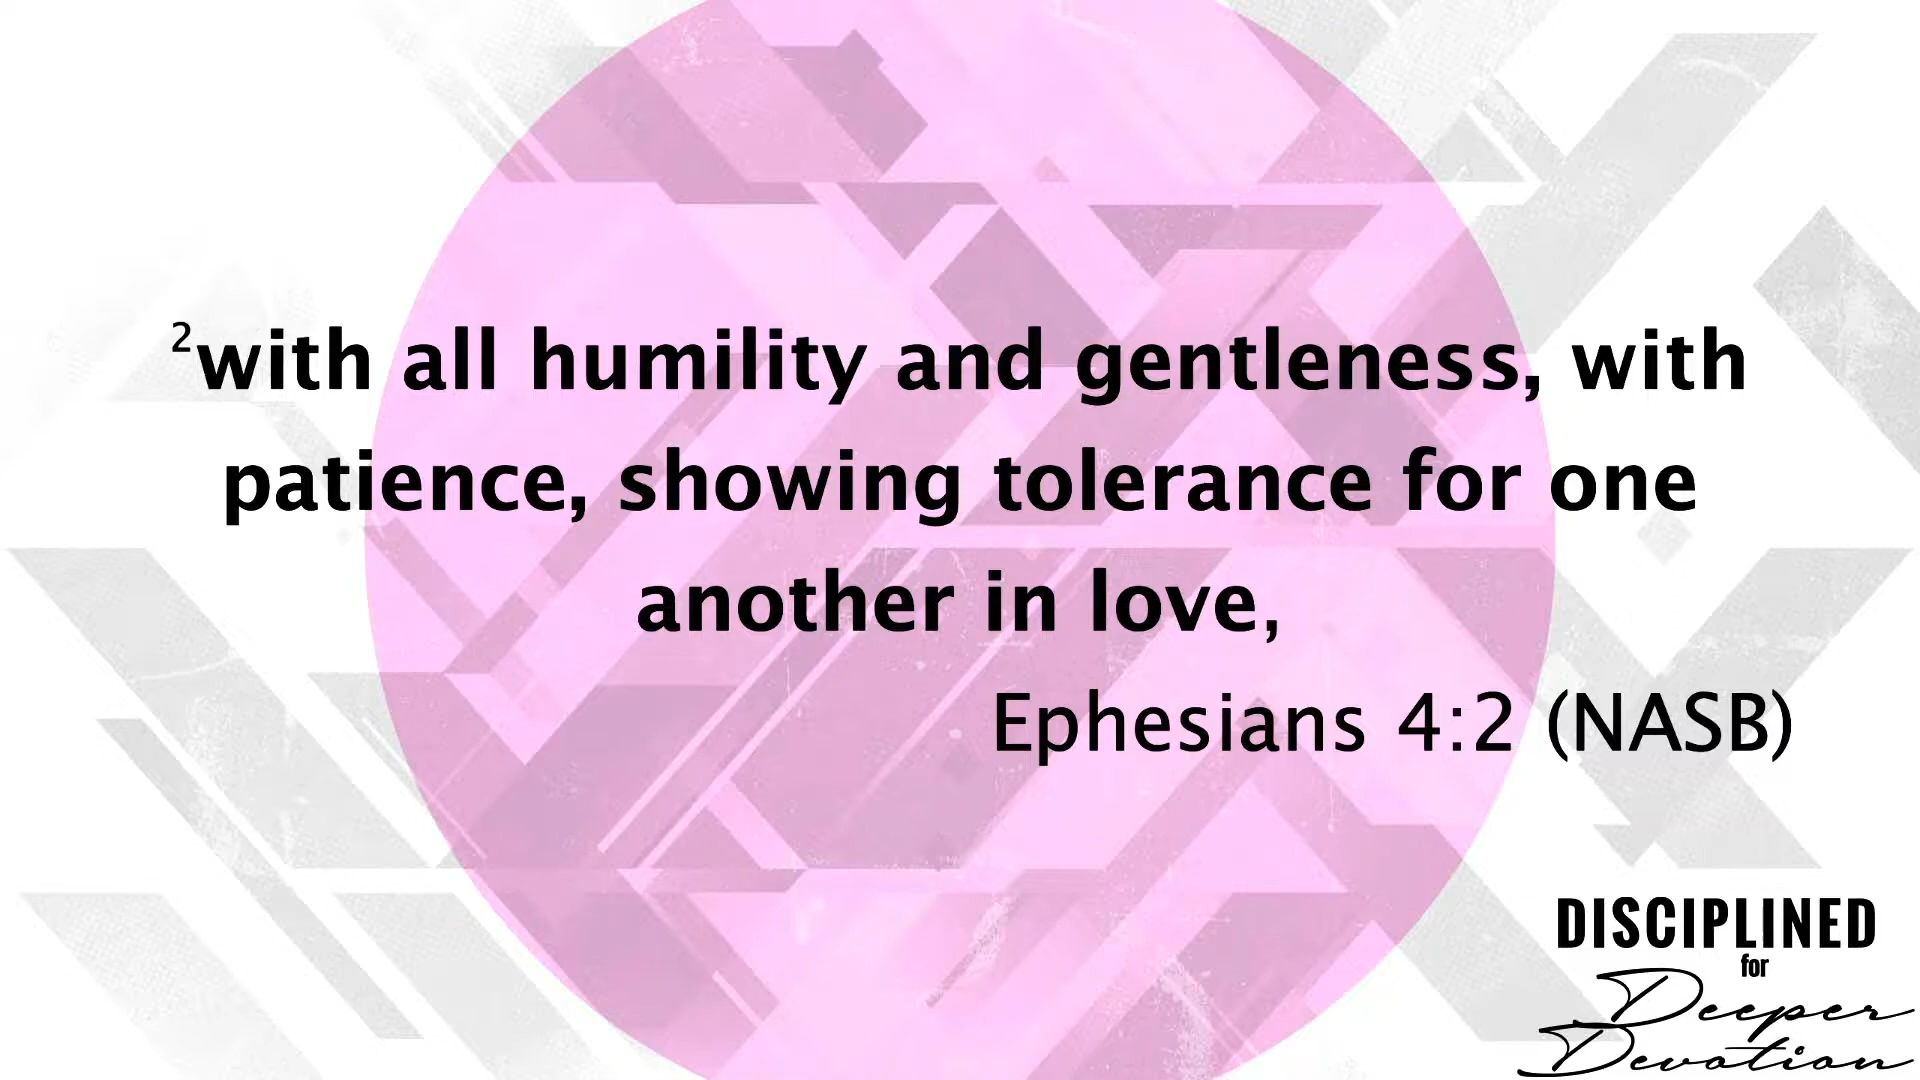 ²with all humility and gentleness, with
patience, showing tolerance for one
another in love,
Ephesians 4:2 (NASB)
DISCIPLINED
for
Deeper
Devotion